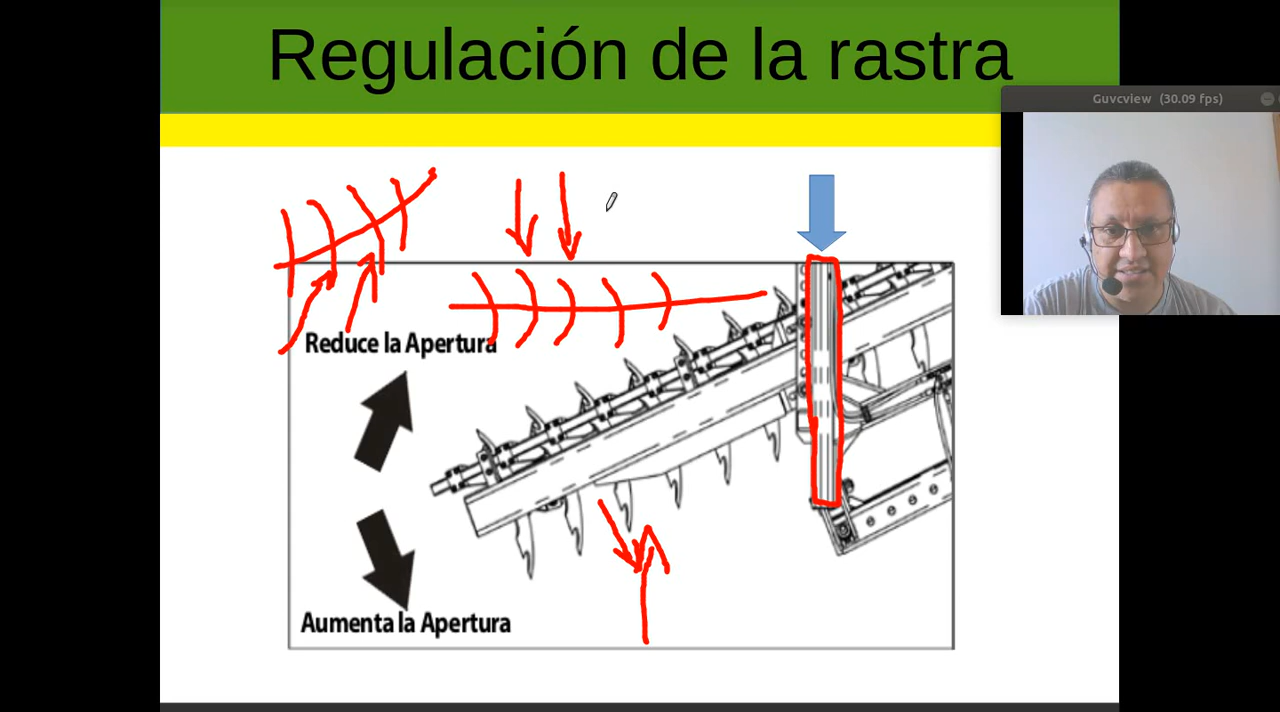 Regulación de la rastra
Guvcview (30.09 fps)
Reduce la Apertura
Aumenta la Apertura